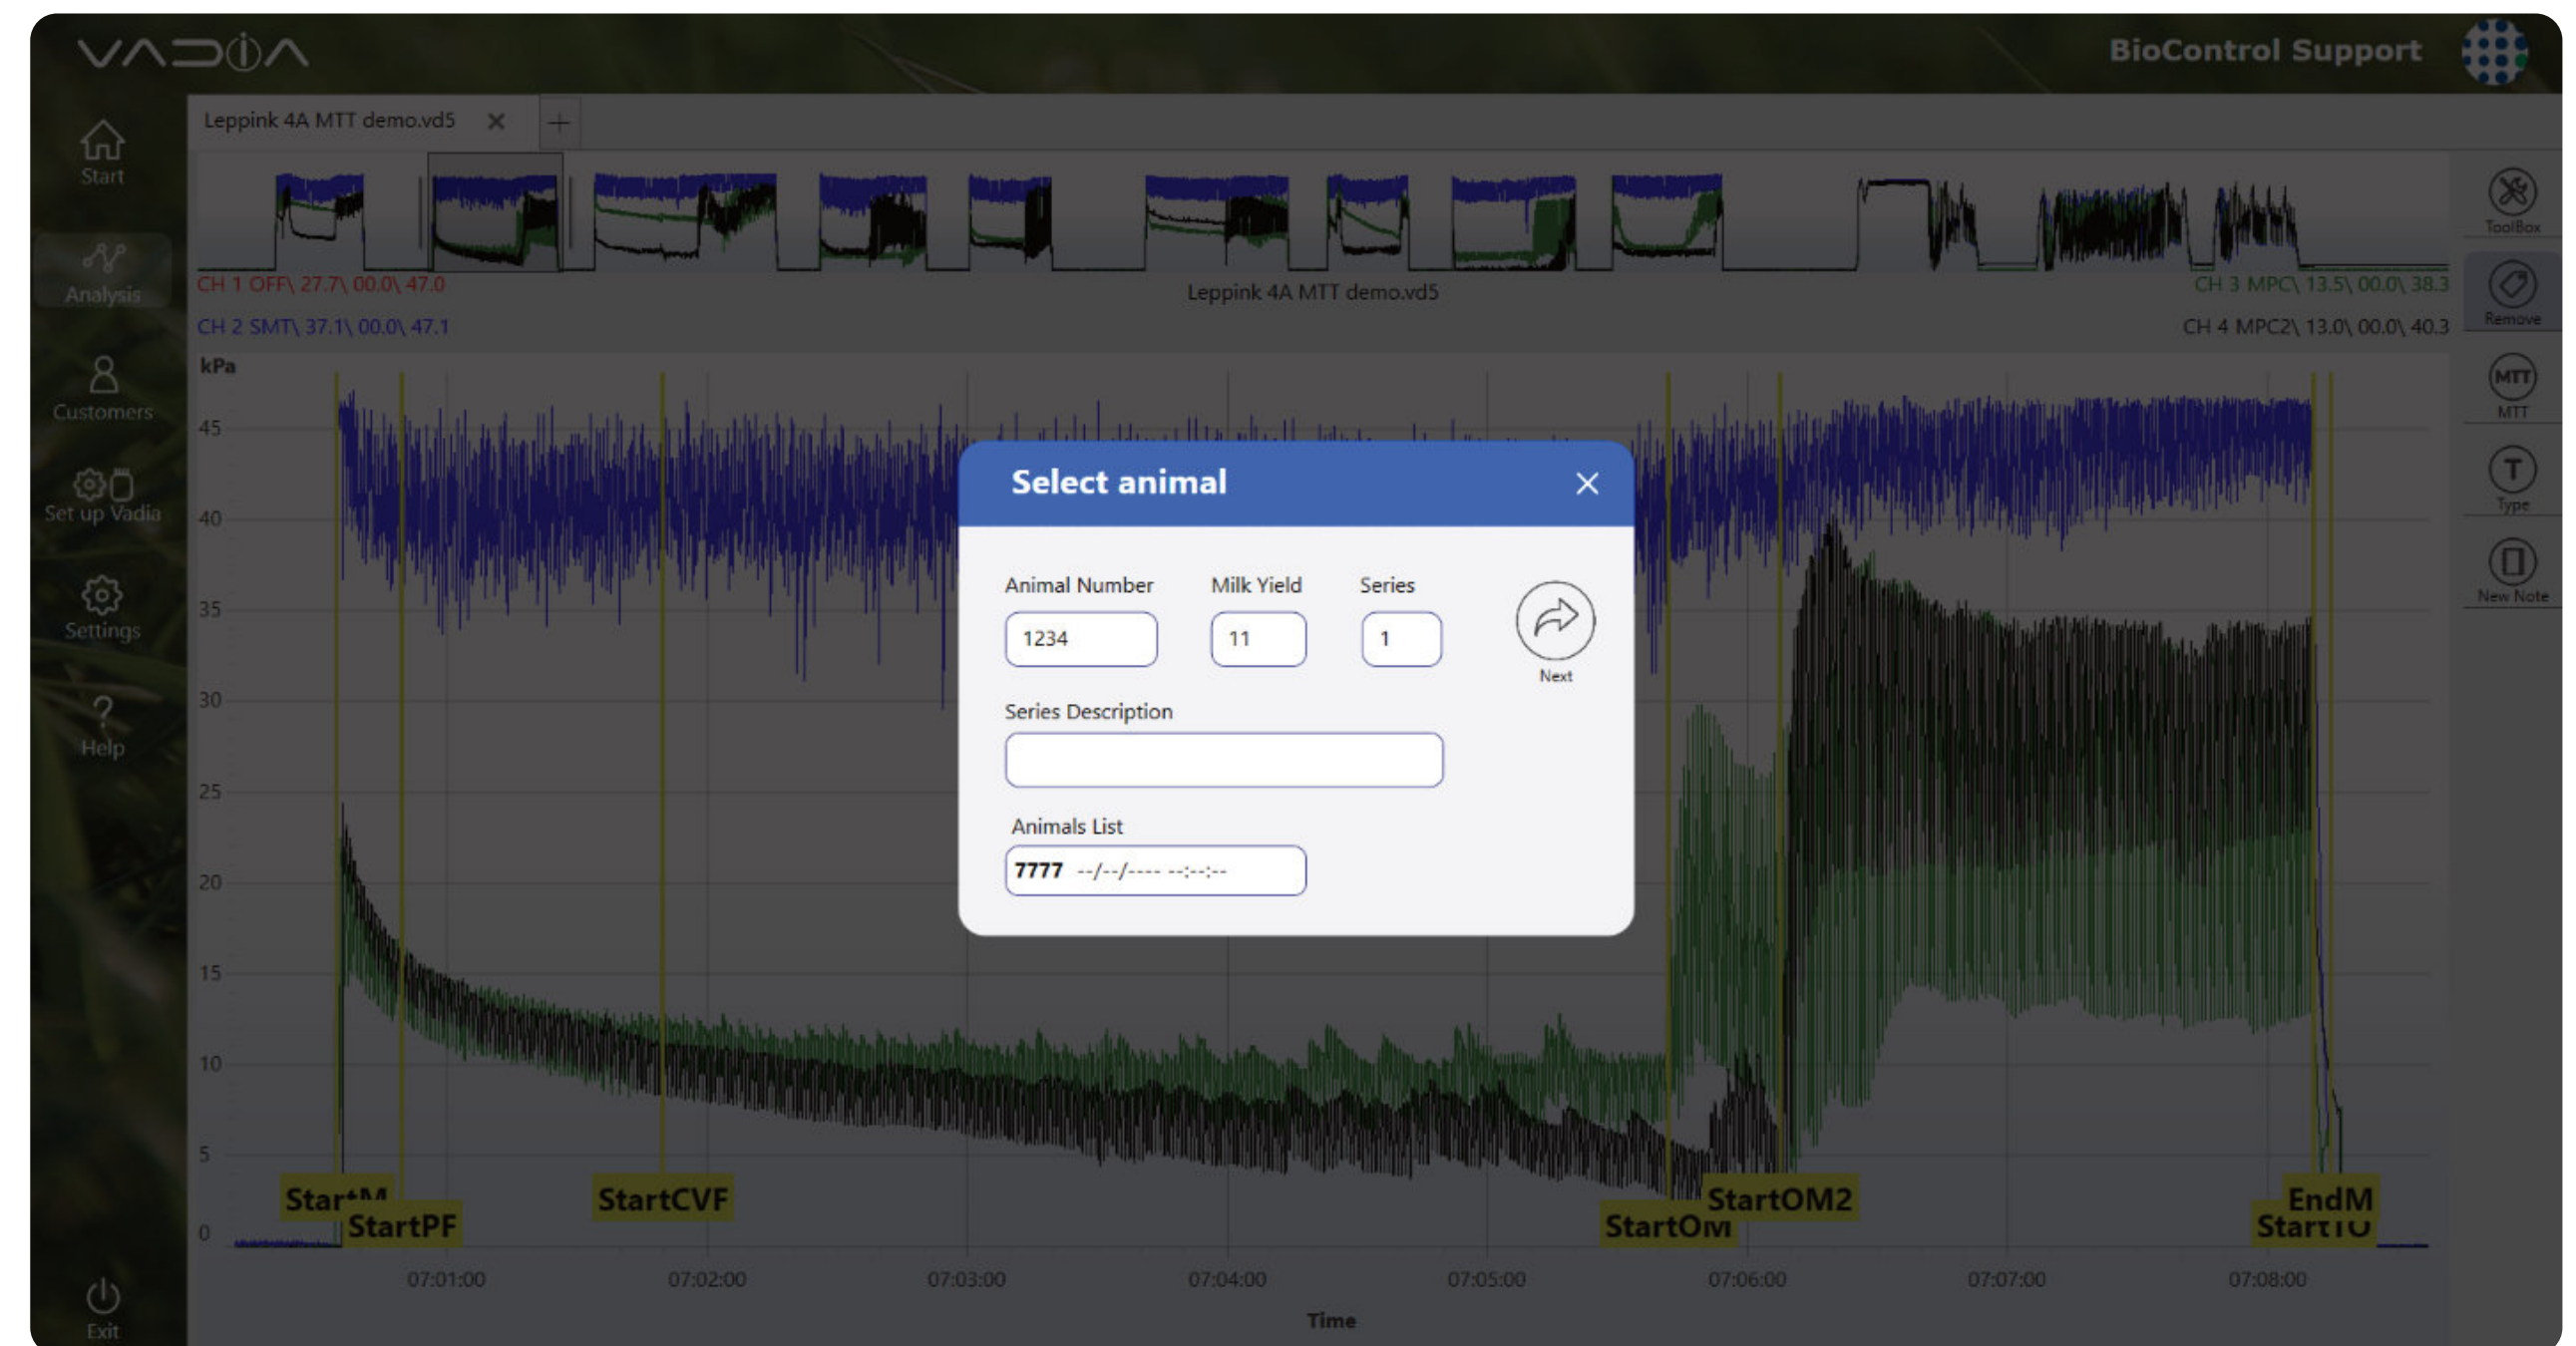 VADIA
BioControl Support
Leppink 4A MTT demo.vd5
Start
ToolBox
Analysis
CH 1 OFF\ 27.7\ 00.0\ 47.0
Leppink 4A MTT demo.vd5
CH 3 MPC\ 13.5\ 00.0\ 38.3
CH 2 SMT\ 37.1\ 00.0\ 47.1
CH 4 MPC2\ 13.0\ 00.0\ 40.3
Remove
kPa
Customers
MTT
MTT
45
Set up Vadia
40
T
Type
Settings
35
New Note
30
Help
25
20
15
10
5
0
Select animal
Animal Number Milk Yield Series
1234 11 1
Next
Series Description
Animals List
7777 --/--/---- --:--:--
StartM
StartPF
StartCVF
StartOM
StartOM2
EndM
StartTO
07:01:00 07:02:00 07:03:00 07:04:00 07:05:00 07:06:00 07:07:00 07:08:00
Time
Exit